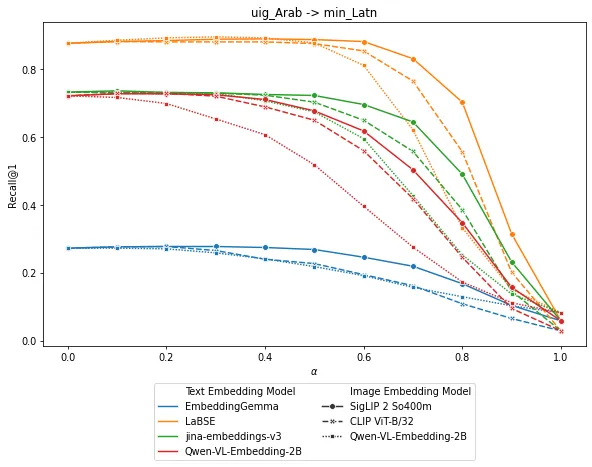 uig_Arab -> min_Latn
Recall@1
0.8
0.6
0.4
0.2
0.0
0.0 0.2 0.4 0.6 0.8 1.0
α
Text Embedding Model
EmbeddingGemma
LaBSE
jina-embeddings-v3
Qwen-VL-Embedding-2B
Image Embedding Model
SigLIP 2 So400m
CLIP ViT-B/32
Qwen-VL-Embedding-2B